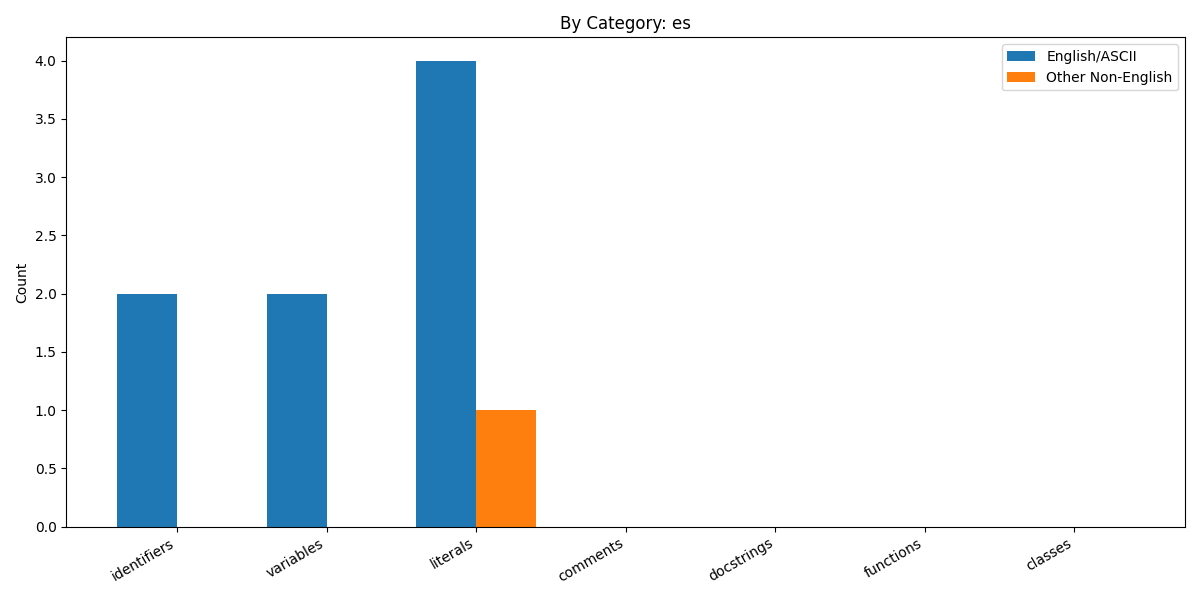 By Category: es
English/ASCII
Other Non-English
Count
4.0
3.5
3.0
2.5
2.0
1.5
1.0
0.5
0.0
identifiers
variables
literals
comments
docstrings
functions
classes